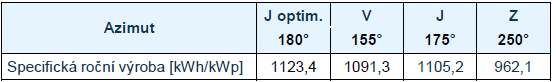 Azimut
J optim. V J Z
180° 155° 175° 250°
Specifická roční výroba [kWh/kWp] 1123,4 1091,3 1105,2 962,1